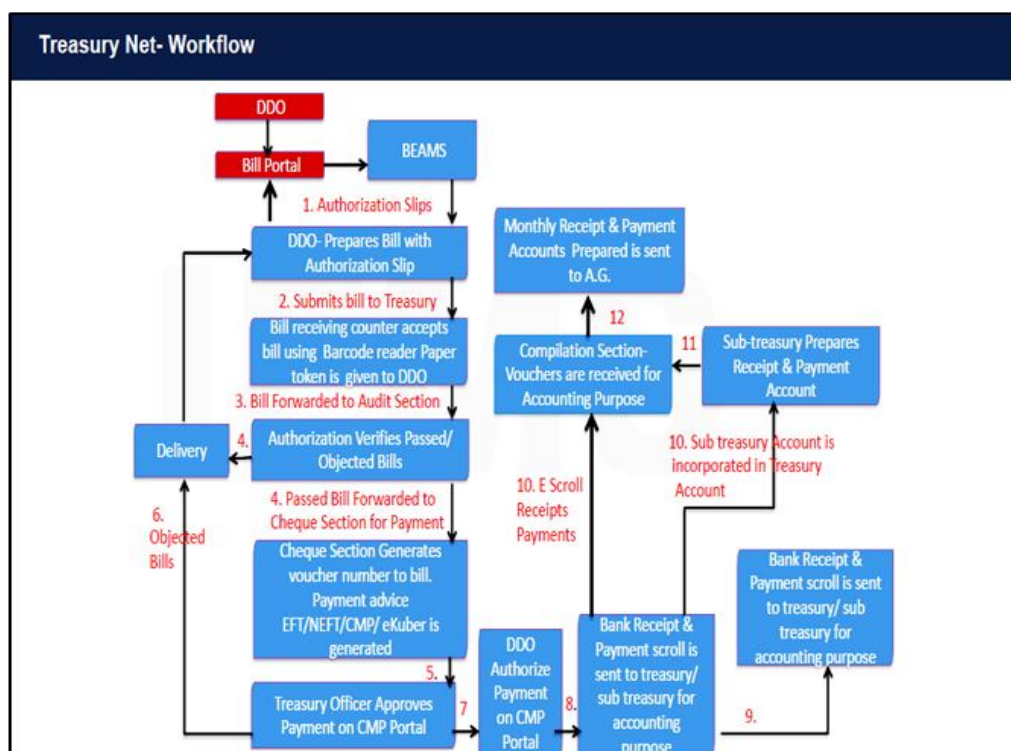 Treasury Net- Workflow
DDO
Bill Portal
BEAMS
1. Authorization Slips
DDO- Prepares Bill with
Authorization Slip
2. Submits bill to Treasury
Bill receiving counter accepts
bill using Barcode reader Paper
token is given to DDO
3. Bill Forwarded to Audit Section
Delivery
4.
Authorization Verifies Passed/
Objected Bills
4. Passed Bill Forwarded to
Cheque Section for Payment
6.
Objected
Bills
Cheque Section Generates
voucher number to bill.
Payment advice
EFT/NEFT/CMP/ eKuber is
generated
5.
Treasury Officer Approves
Payment on CMP Portal
7
DDO
Authorize
Payment
on CMP
Portal
8.
Bank Receipt &
Payment scroll is
sent to treasury/
sub treasury for
accounting
purpose
9.
Bank Receipt &
Payment scroll is sent
to treasury/ sub
treasury for
accounting purpose
10. E Scroll
Receipts
Payments
10. Sub treasury Account is
incorporated in Treasury
Account
Sub-treasury Prepares
Receipt & Payment
Account
11
Compilation Section-
Vouchers are received for
Accounting Purpose
12
Monthly Receipt & Payment
Accounts Prepared is sent
to A.G.